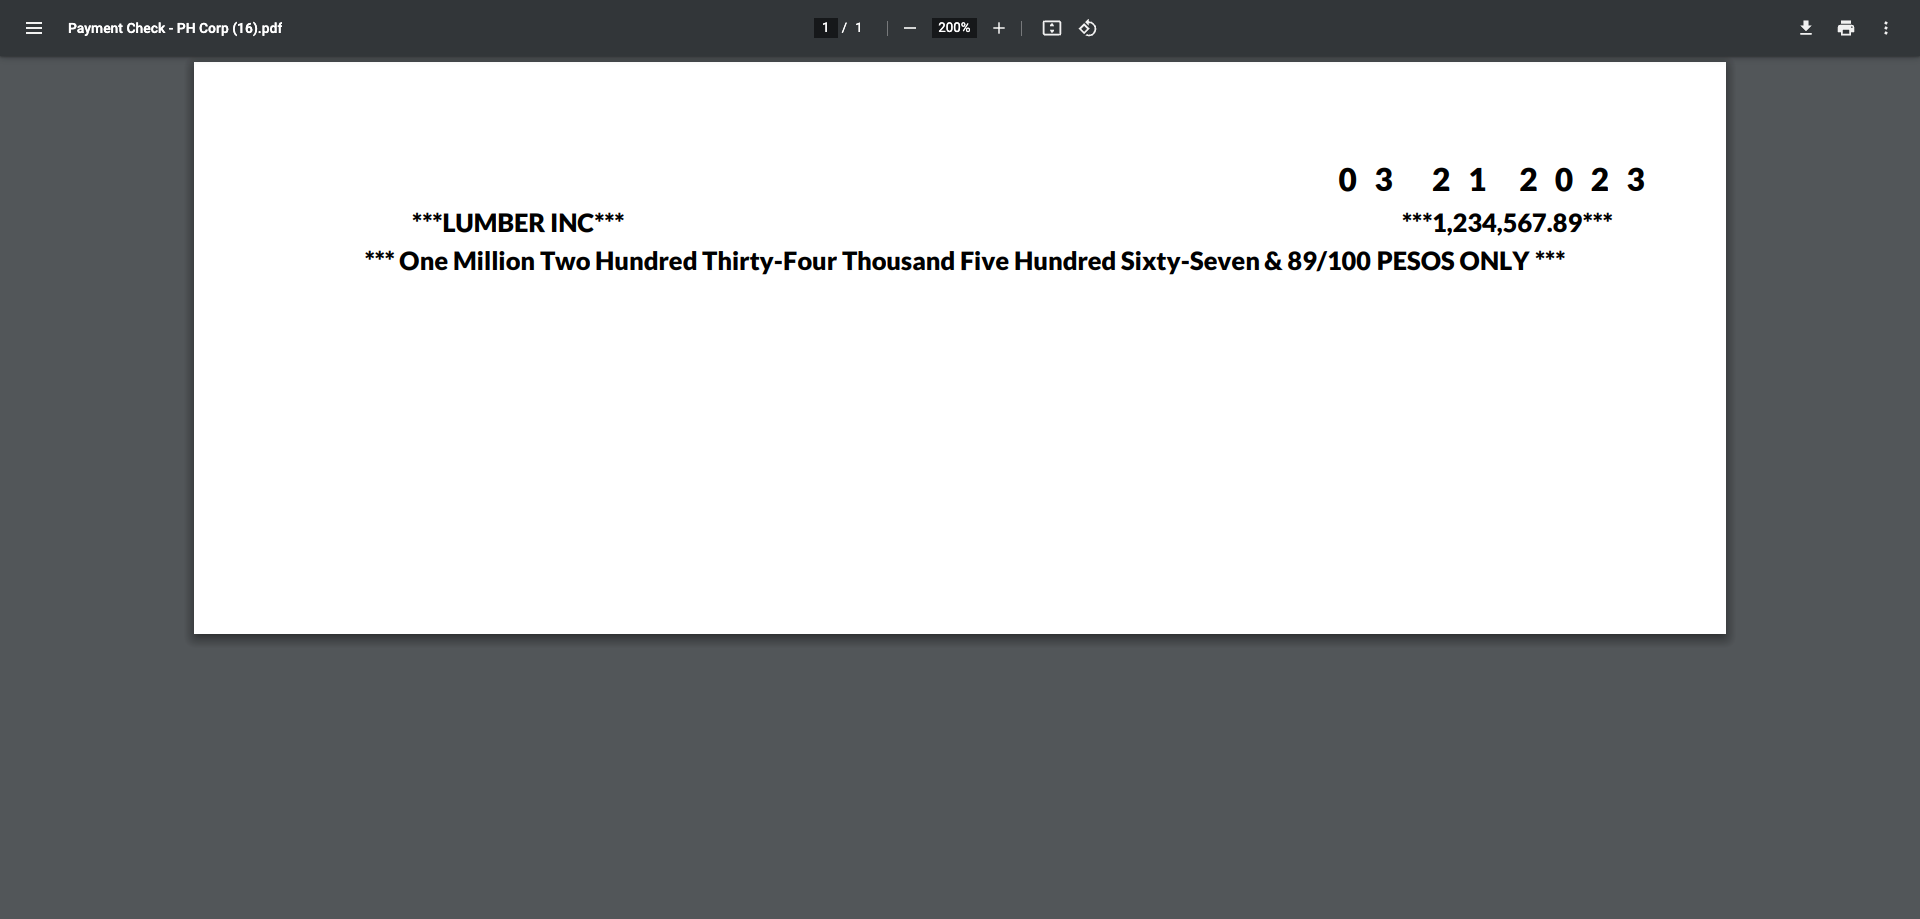 Payment Check - PH Corp (16).pdf
1 / 1
200%
0 3 2 1 2 0 2 3
***LUMBER INC*** ***1,234,567.89***
*** One Million Two Hundred Thirty-Four Thousand Five Hundred Sixty-Seven & 89/100 PESOS ONLY ***